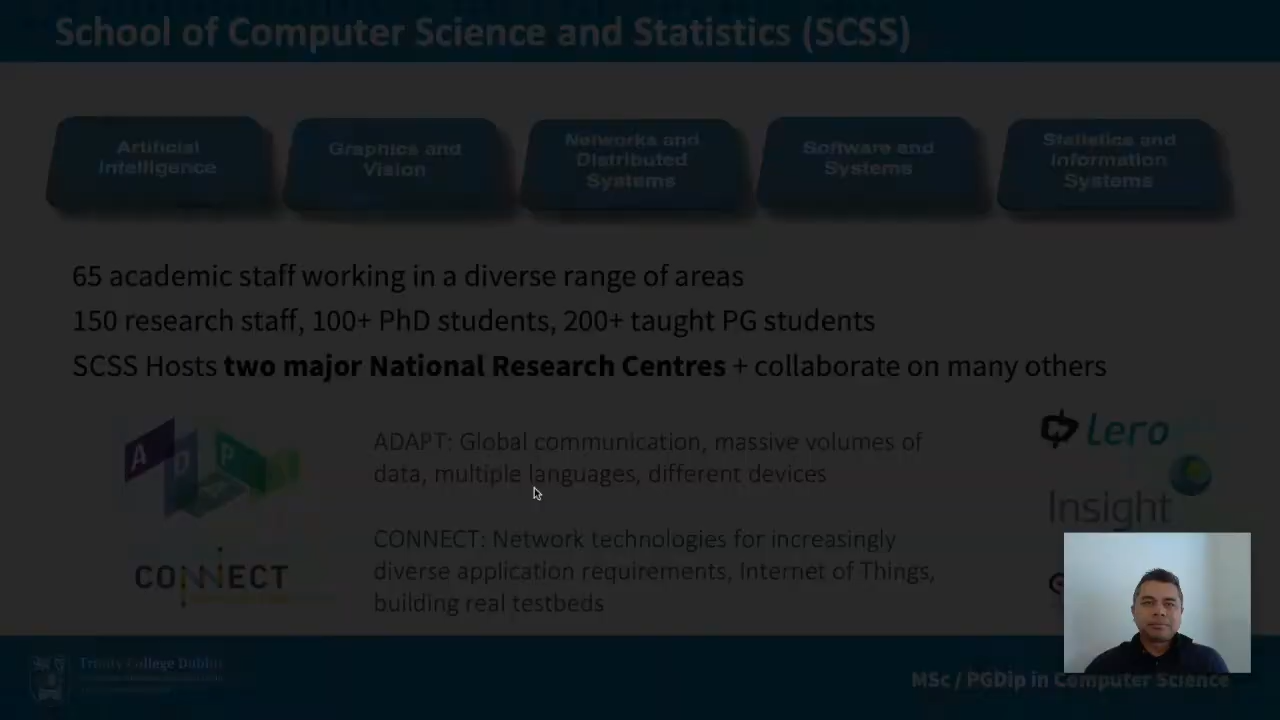 School of Computer Science and Statistics (SCSS)
Artificial
Intelligence
Graphics and
Vision
Networks and
Distributed
Systems
Software and
Systems
Statistics and
Information
Systems
65 academic staff working in a diverse range of areas
150 research staff, 100+ PhD students, 200+ taught PG students
SCSS Hosts two major National Research Centres + collaborate on many others
ADAPT
ADAPT: Global communication, massive volumes of
data, multiple languages, different devices
Lero
Insight
CONNECT
CONNECT: Network technologies for increasingly
diverse application requirements, Internet of Things,
building real testbeds
Trinity College Dublin
MSc / PGDip in Computer Science